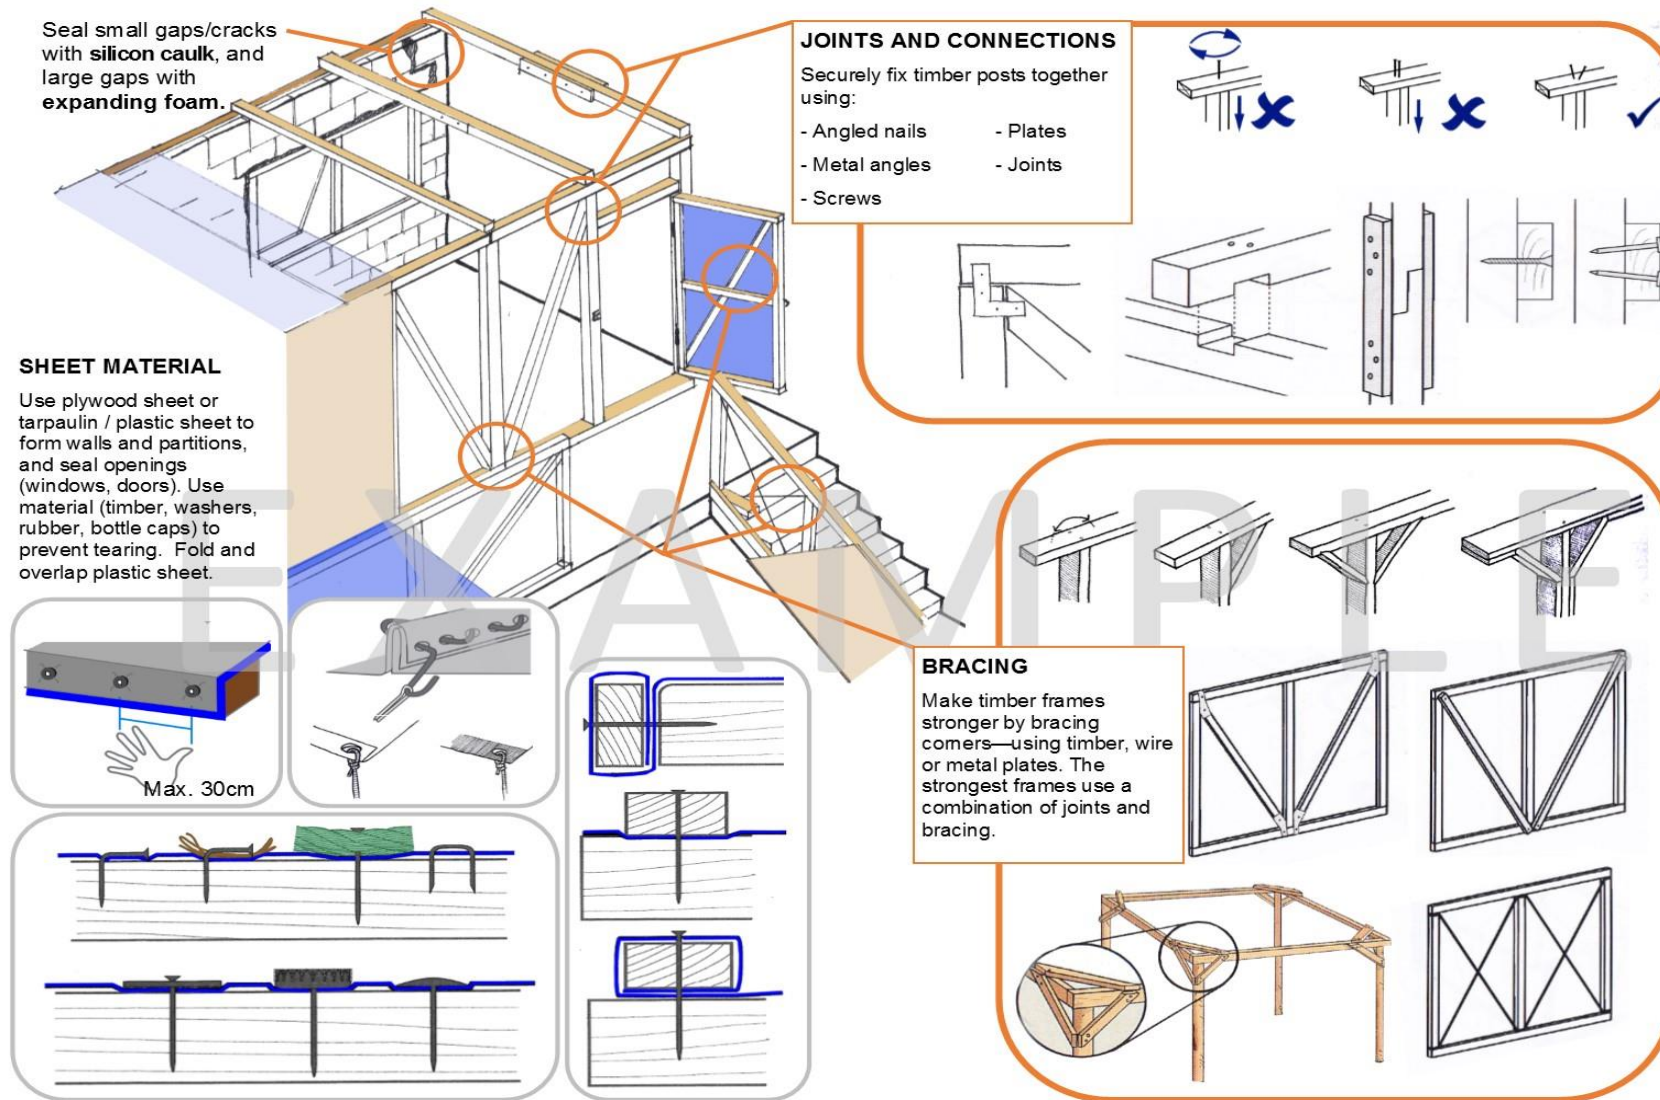 Seal small gaps/cracks
with silicon caulk, and
large gaps with
expanding foam.
JOINTS AND CONNECTIONS
Securely fix timber posts together
using:
- Angled nails
- Plates
- Metal angles
- Joints
- Screws
SHEET MATERIAL
Use plywood sheet or
tarpaulin / plastic sheet to
form walls and partitions,
and seal openings
(windows, doors). Use
material (timber, washers,
rubber, bottle caps) to
prevent tearing. Fold and
overlap plastic sheet.
Max. 30cm
BRACING
Make timber frames
stronger by bracing
corners—using timber, wire
or metal plates. The
strongest frames use a
combination of joints and
bracing.
EXAMPLE